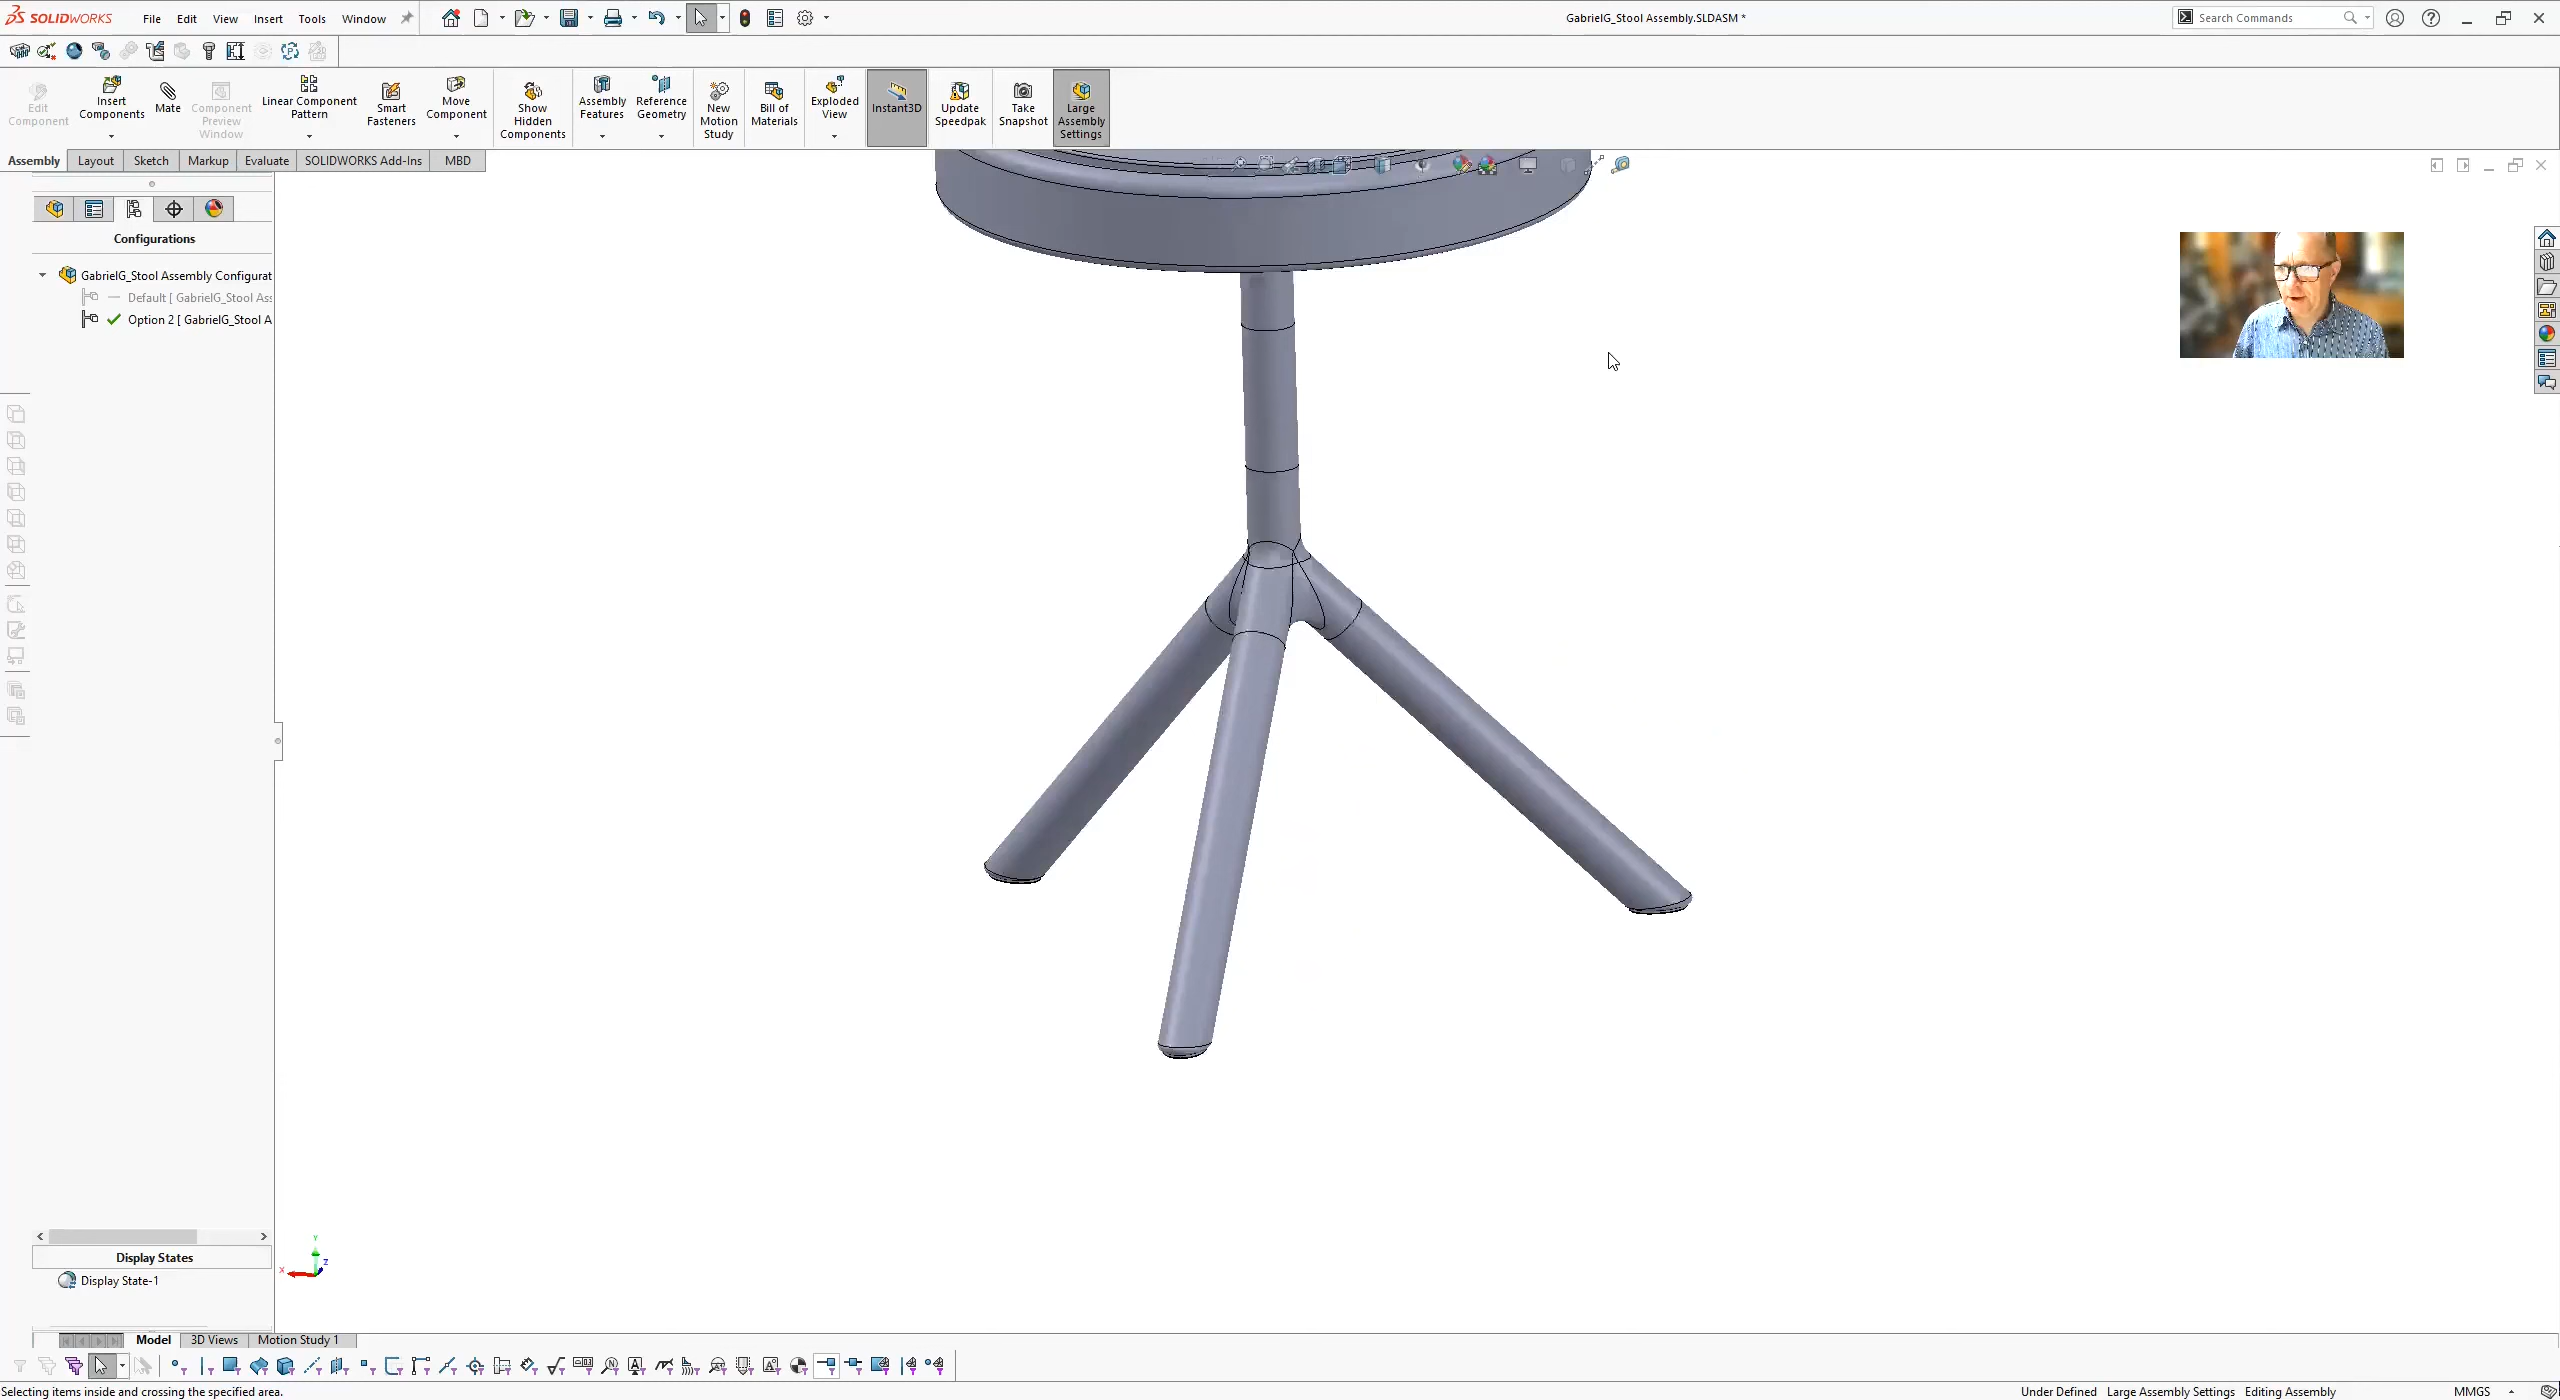 SOLIDWORKS File Edit View Insert Tools Window GabrielG_Stool Assembly.SLDASM * Search Commands
Edit Component
Insert Components
Mate
Component Preview Window
Linear Component Pattern
Smart Fasteners
Move Component
Show Hidden Components
Assembly Features
Reference Geometry
New Motion Study
Bill of Materials
Exploded View
Instant3D
Update Speedpak
Take Snapshot
Large Assembly Settings
Assembly Layout Sketch Markup Evaluate SOLIDWORKS Add-Ins MBD
Configurations
GabrielG_Stool Assembly Configurat
Default [ GabrielG_Stool Ass
Option 2 [ GabrielG_Stool A
Y
X Z
Display States
Display State-1
Model 3D Views Motion Study 1
Selecting items inside and crossing the specified area. Under Defined Large Assembly Settings Editing Assembly MMGS